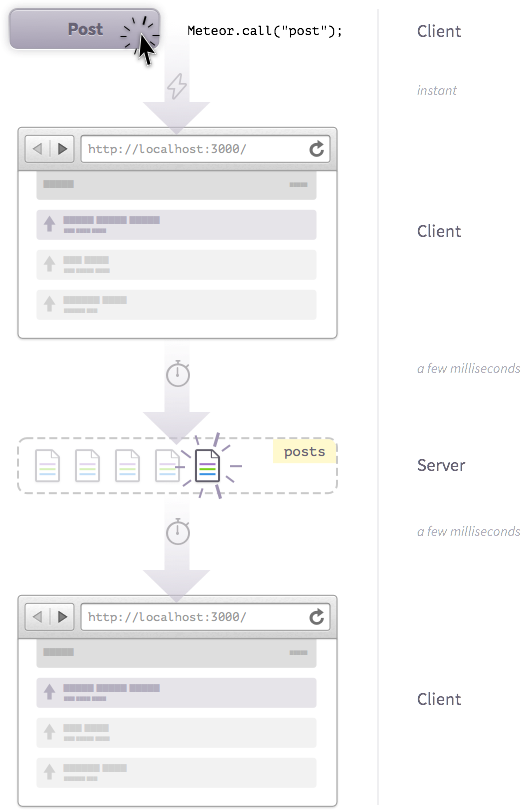 Post
Meteor.call("post");
Client
instant
http://localhost:3000/
Client
a few milliseconds
posts
Server
a few milliseconds
http://localhost:3000/
Client